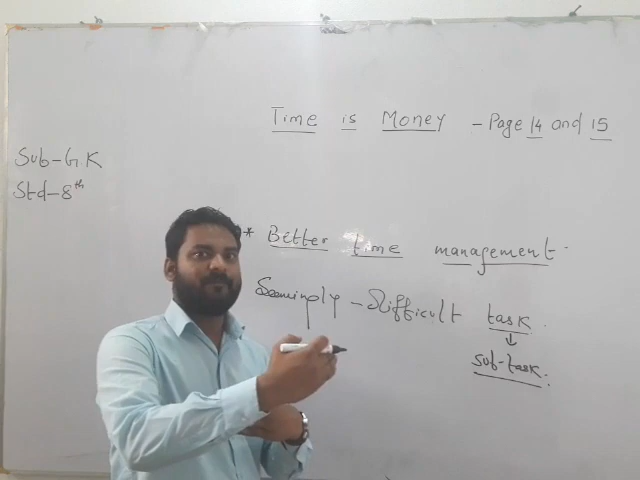 Time is Money - Page 14 and 15
Sub-G.K
Std-8th
* Better time management.
Seemingly - difficult task.
↓
sub-task.